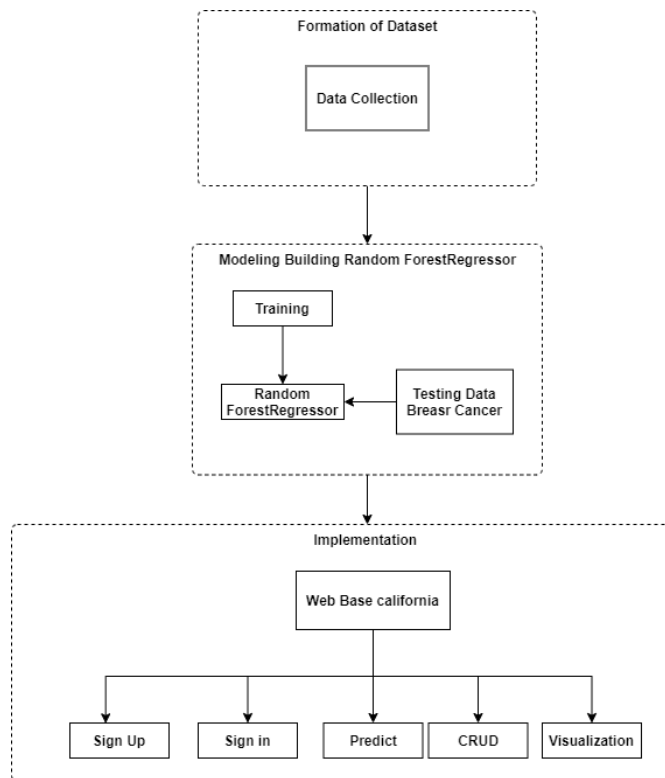 Formation of Dataset
Data Collection
Modeling Building Random ForestRegressor
Training
Random
ForestRegressor
Testing Data
Breasr Cancer
Implementation
Web Base california
Sign Up
Sign in
Predict
CRUD
Visualization